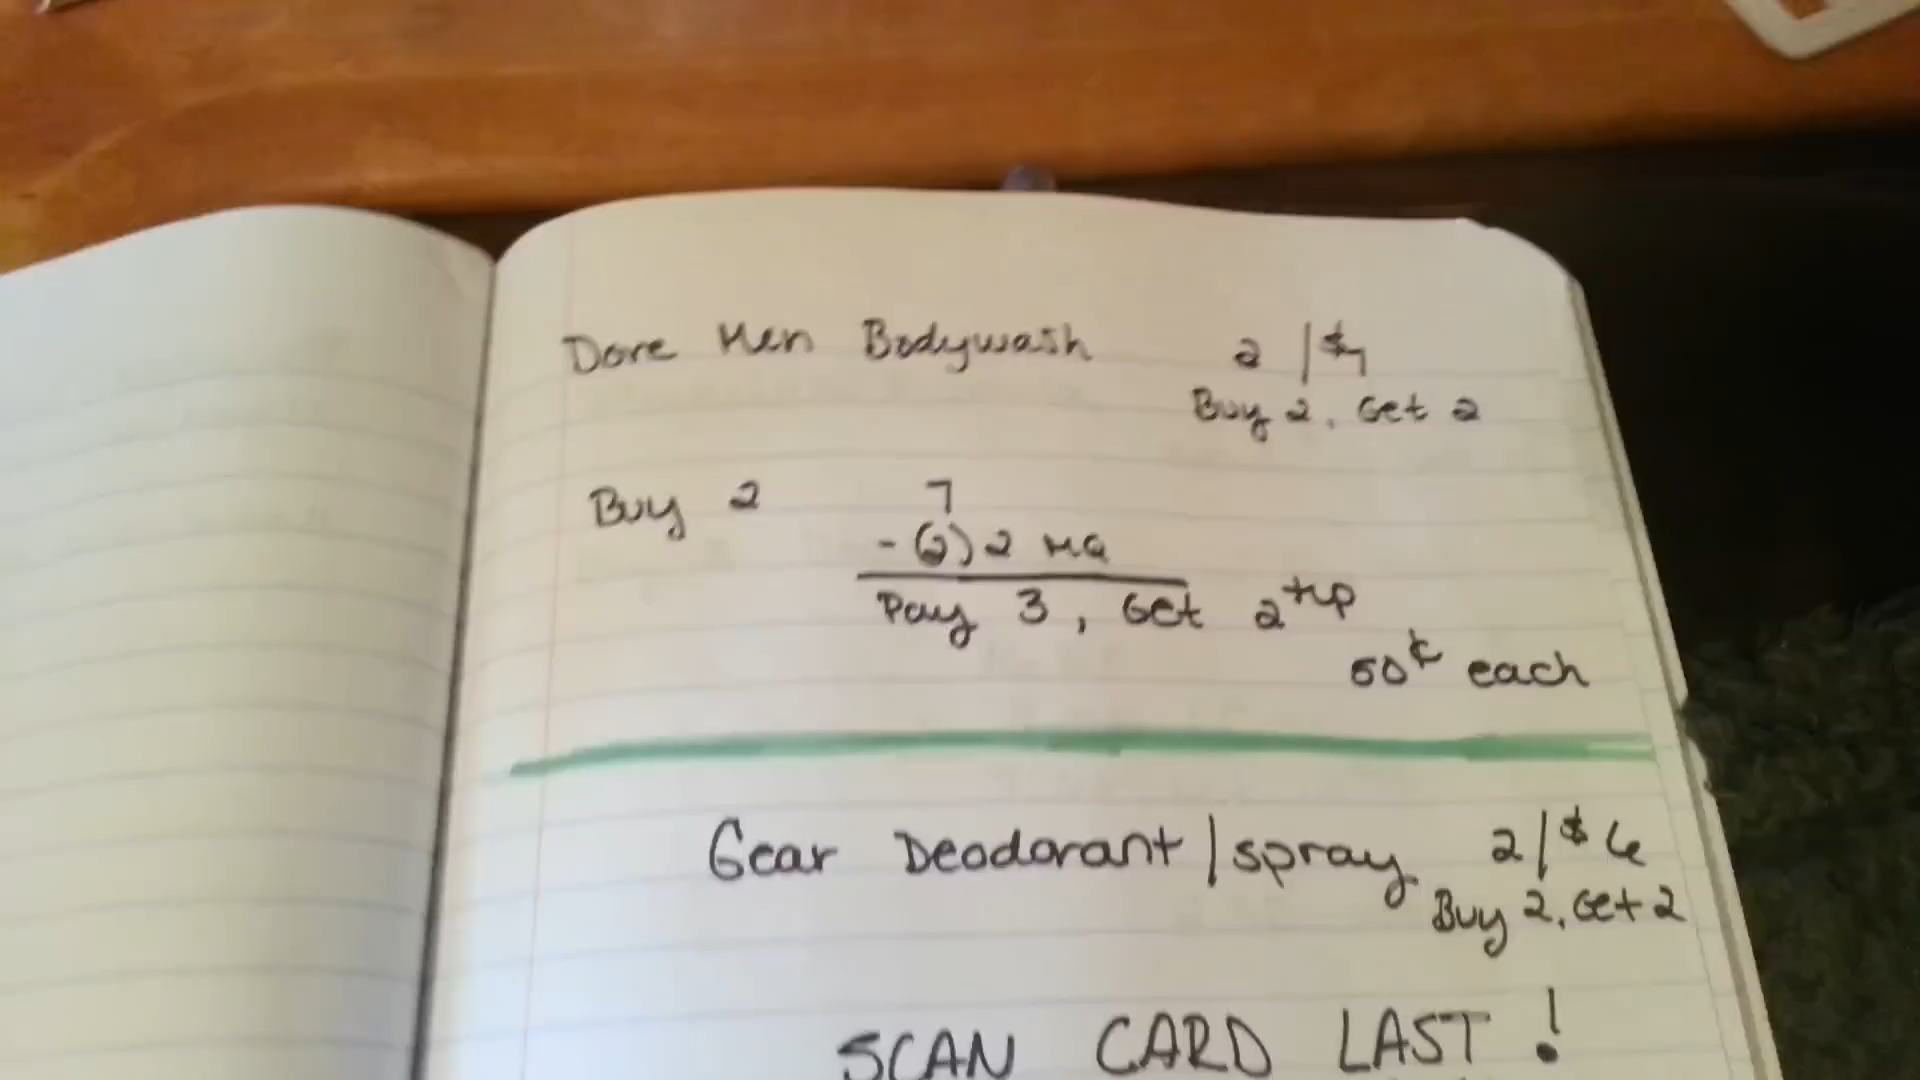 Dove Men Bodywash 2 | $7
Buy 2, Get 2
Buy 2 7
- (2) 2 MQ
Pay 3, Get 2 +up
50¢ each
Gear Deodorant | spray 2 | $6
Buy 2, Get 2
SCAN CARD LAST!